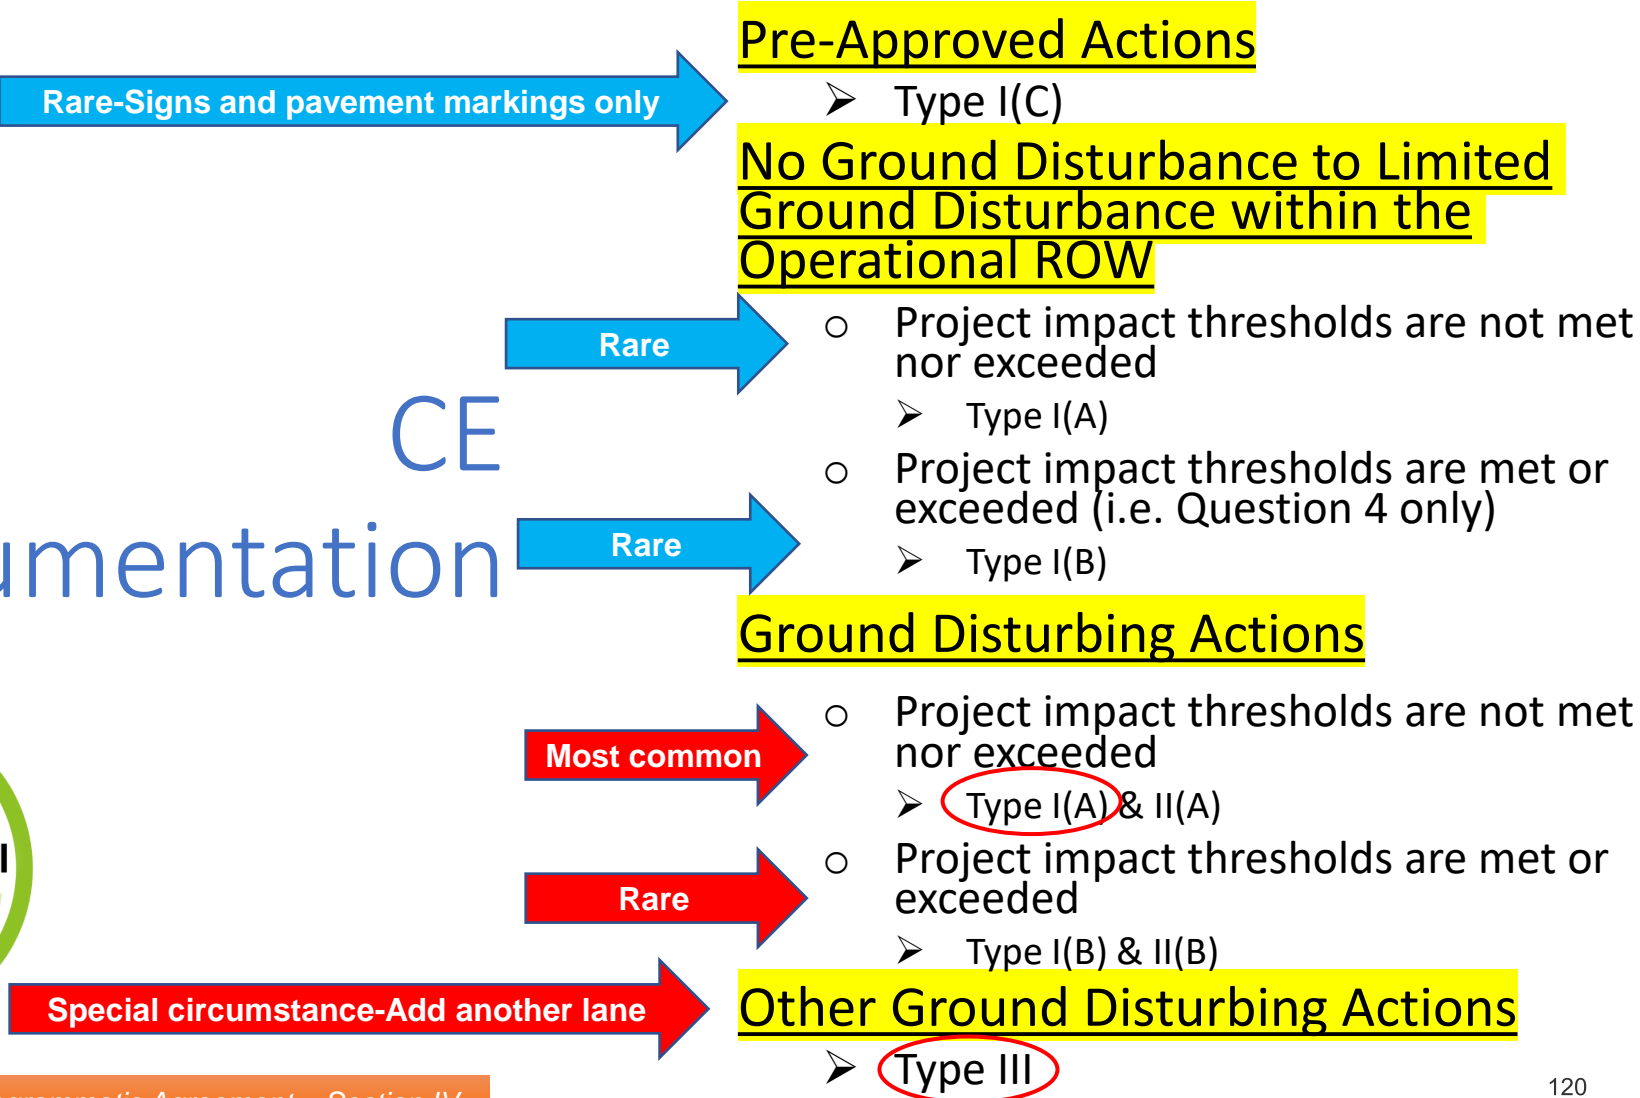 Pre-Approved Actions
Rare-Signs and pavement markings only
Type I(C)
No Ground Disturbance to Limited
Ground Disturbance within the
Operational ROW
Rare
Project impact thresholds are not met
nor exceeded
Type I(A)
CE
Project impact thresholds are met or
exceeded (i.e. Question 4 only)
Rare
Type I(B)
umentation
Ground Disturbing Actions
Most common
Project impact thresholds are not met
nor exceeded
Type I(A) & II(A)
Rare
Project impact thresholds are met or
exceeded
Type I(B) & II(B)
Special circumstance-Add another lane
Other Ground Disturbing Actions
Type III
120